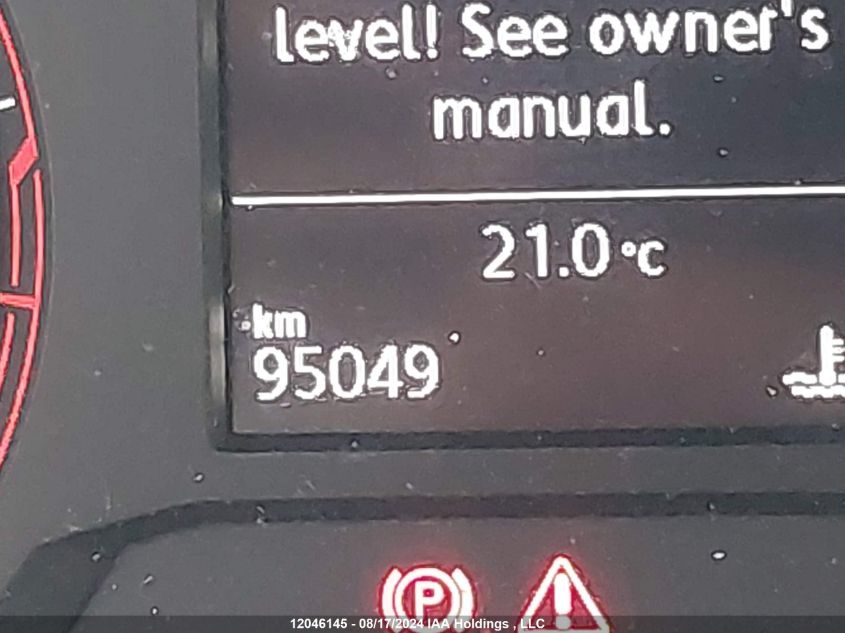 level! See owner's
manual.
21.0°C
km
95049
P
!
12046145 - 08/17/2024 IAA Holdings , LLC